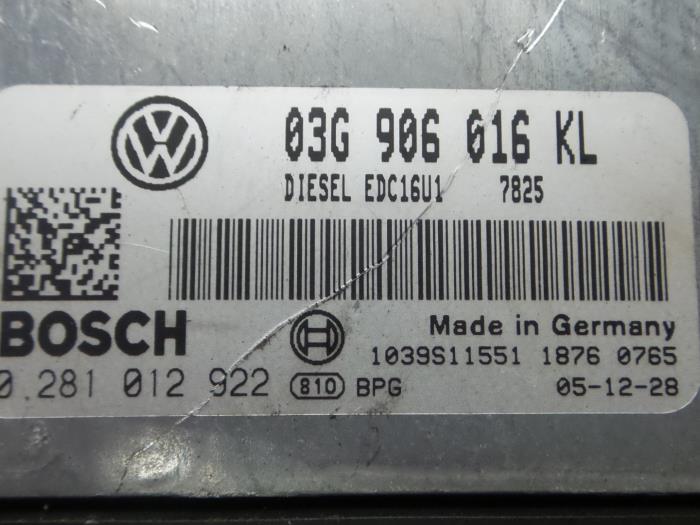 03G 906 016 KL
DIESEL EDC16U1 7825
BOSCH
Made in Germany
1039S11551 1876 0765
0.281 012 922 810 BPG 05-12-28